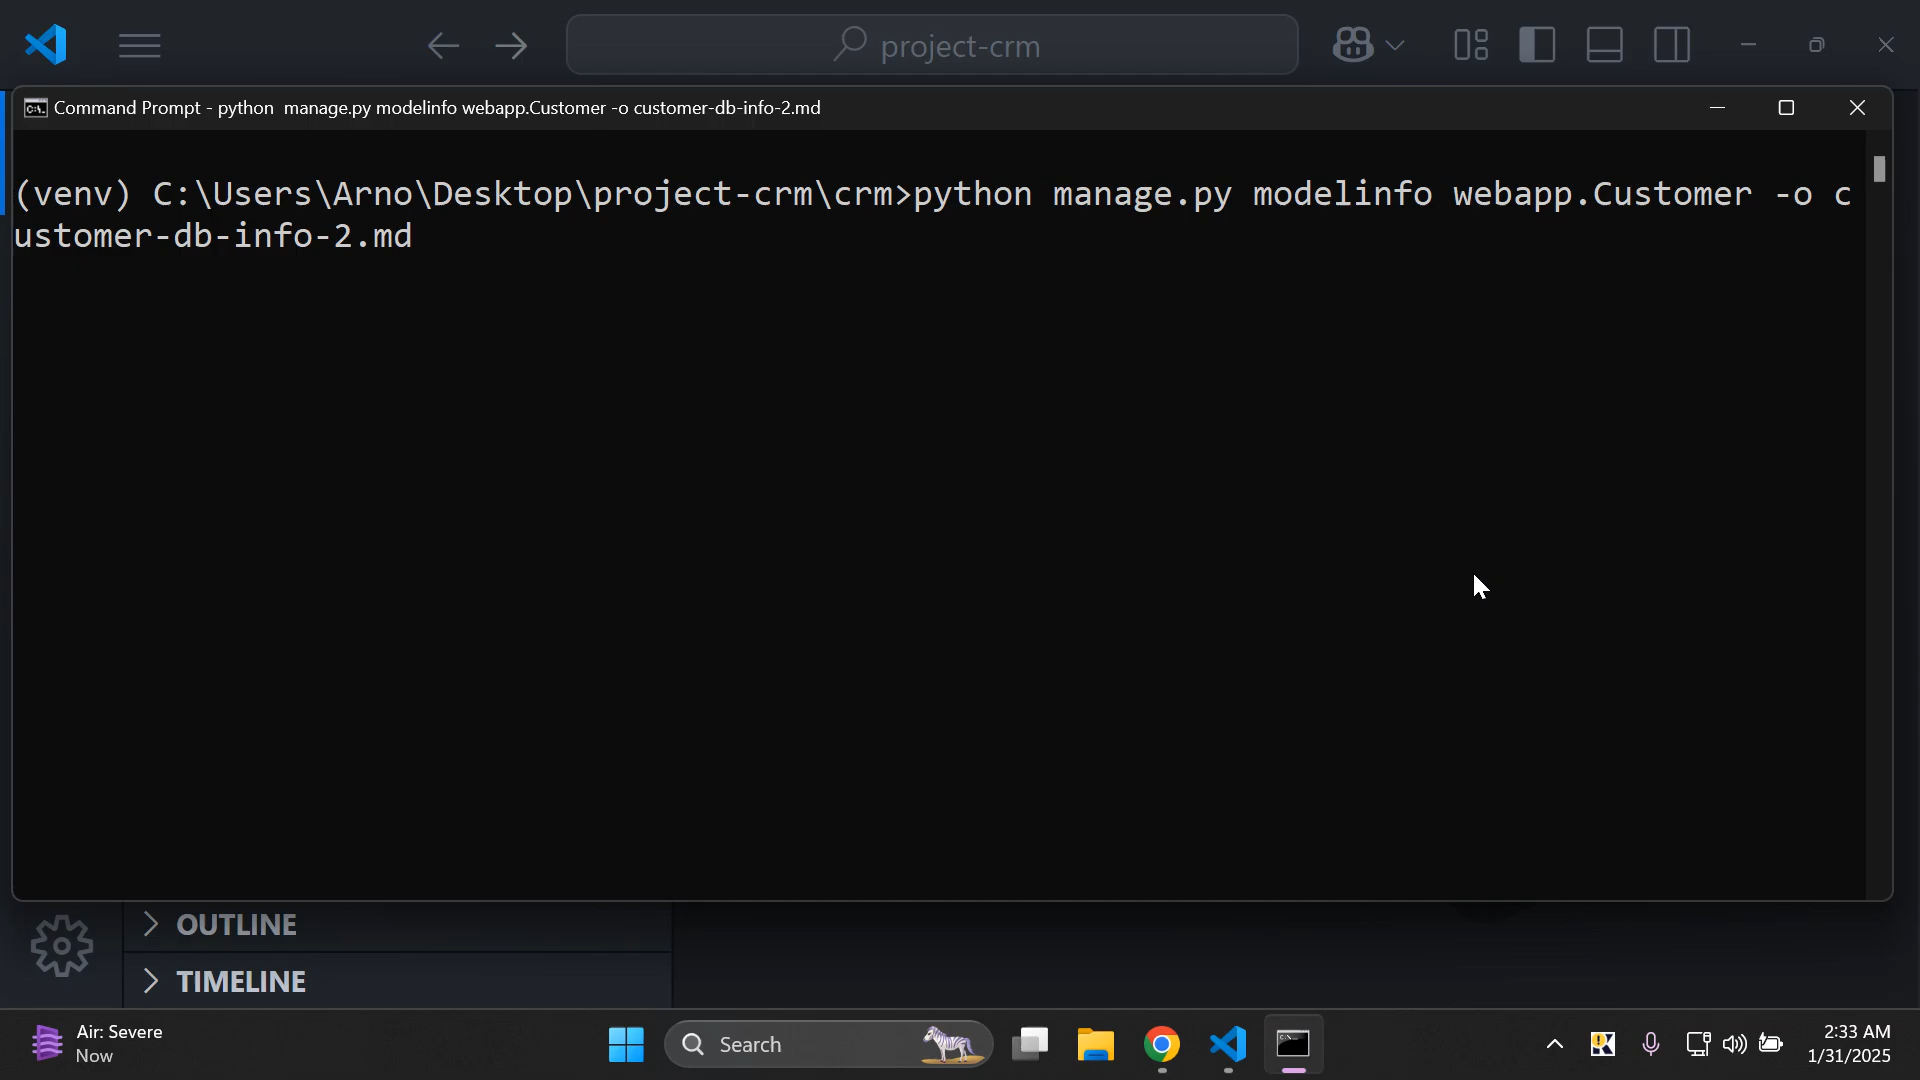 project-crm
Command Prompt - python  manage.py modelinfo webapp.Customer -o customer-db-info-2.md
(venv) C:\Users\Arno\Desktop\project-crm\crm>python manage.py modelinfo webapp.Customer -o c
ustomer-db-info-2.md
OUTLINE
TIMELINE
Air: Severe
Now
Search
2:33 AM
1/31/2025